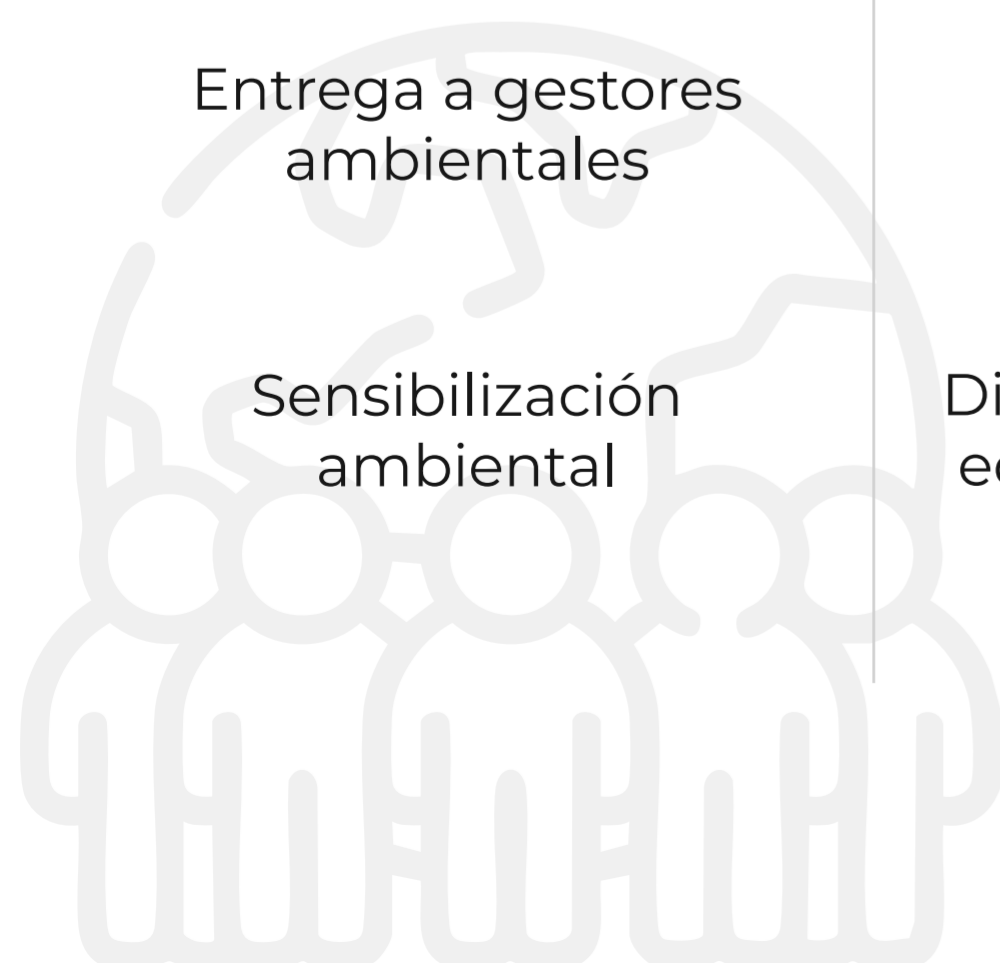 Entrega a gestores
ambientales
Sensibilización
ambiental